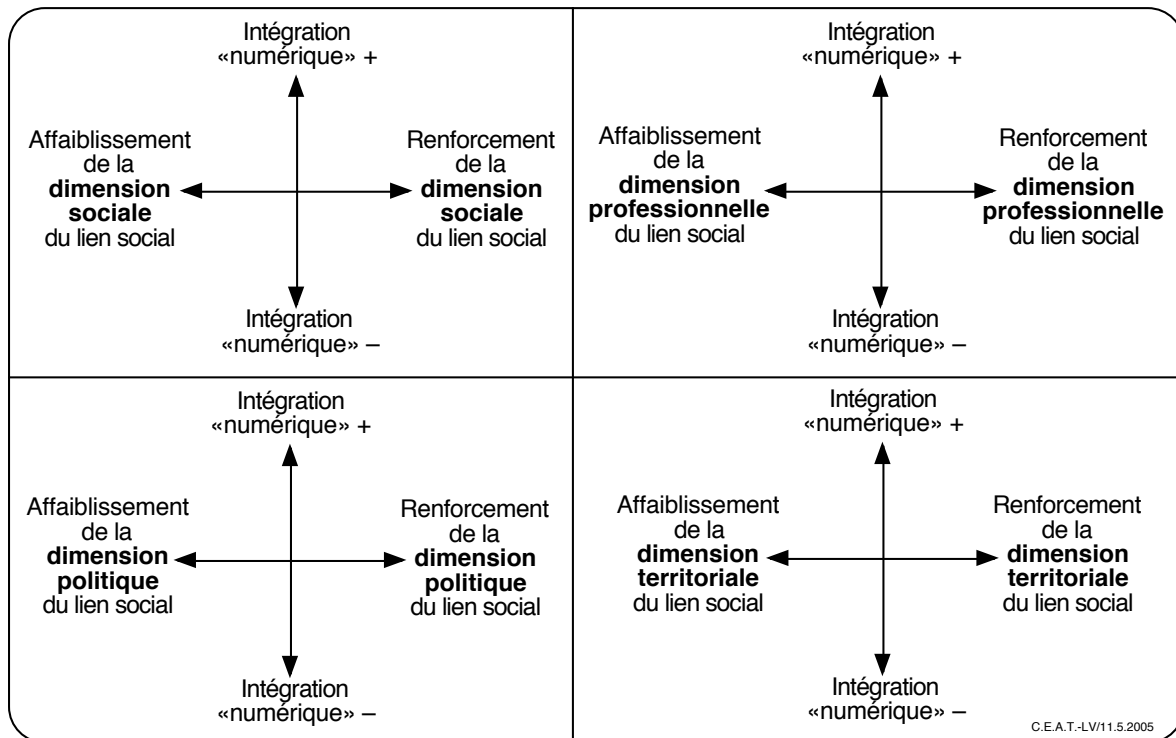 Intégration
«numérique» +
Affaiblissement
de la
dimension
sociale
du lien social
Renforcement
de la
dimension
sociale
du lien social
Intégration
«numérique» –
Intégration
«numérique» +
Affaiblissement
de la
dimension
professionnelle
du lien social
Renforcement
de la
dimension
professionnelle
du lien social
Intégration
«numérique» –
Intégration
«numérique» +
Affaiblissement
de la
dimension
politique
du lien social
Renforcement
de la
dimension
politique
du lien social
Intégration
«numérique» –
Intégration
«numérique» +
Affaiblissement
de la
dimension
territoriale
du lien social
Renforcement
de la
dimension
territoriale
du lien social
Intégration
«numérique» –
C.E.A.T.-LV/11.5.2005